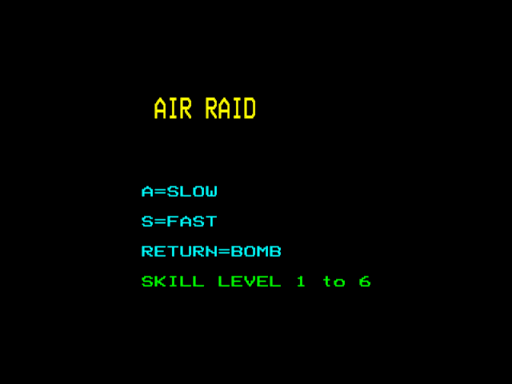 AIR RAID
A=SLOW
S=FAST
RETURN=BOMB
SKILL LEVEL 1 to 6